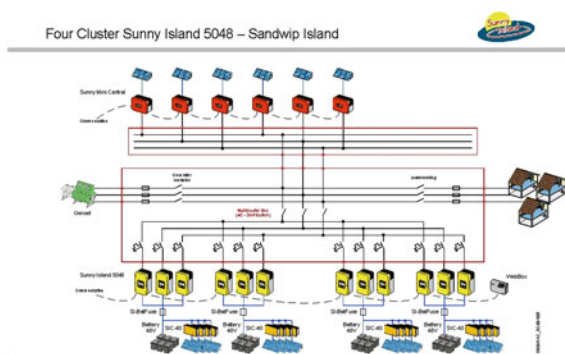 Four Cluster Sunny Island 5048 – Sandwip Island
Sunny Island
Sunny Mini Central
Genset
Multicluster Box
Sunny Island 5048
WebBox
SI-BatFuse
SI-BatFuse
SI-BatFuse
SI-BatFuse
Battery
48V
SIC-40
Battery
48V
SIC-40
Battery
48V
SIC-40
Battery
48V
SIC-40